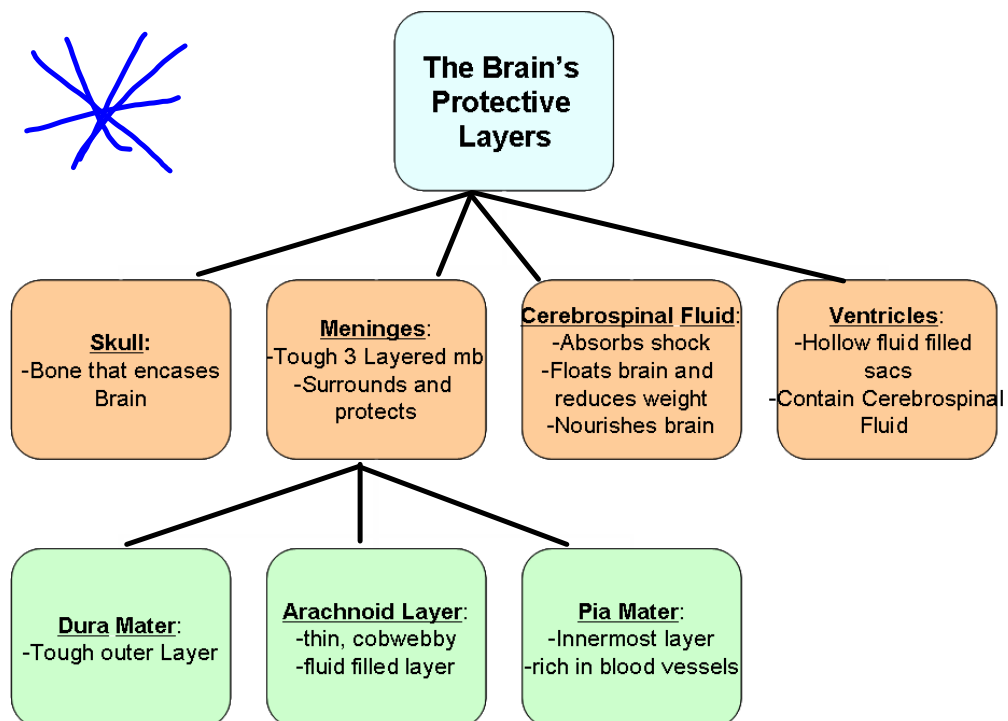 The Brain's
Protective
Layers
Skull:
-Bone that encases
Brain
Meninges:
-Tough 3 Layered mb
-Surrounds and
protects
Cerebrospinal Fluid:
-Absorbs shock
-Floats brain and
reduces weight
-Nourishes brain
Ventricles:
-Hollow fluid filled
sacs
-Contain Cerebrospinal
Fluid
Dura Mater:
-Tough outer Layer
Arachnoid Layer:
-thin, cobwebby
-fluid filled layer
Pia Mater:
-Innermost layer
-rich in blood vessels